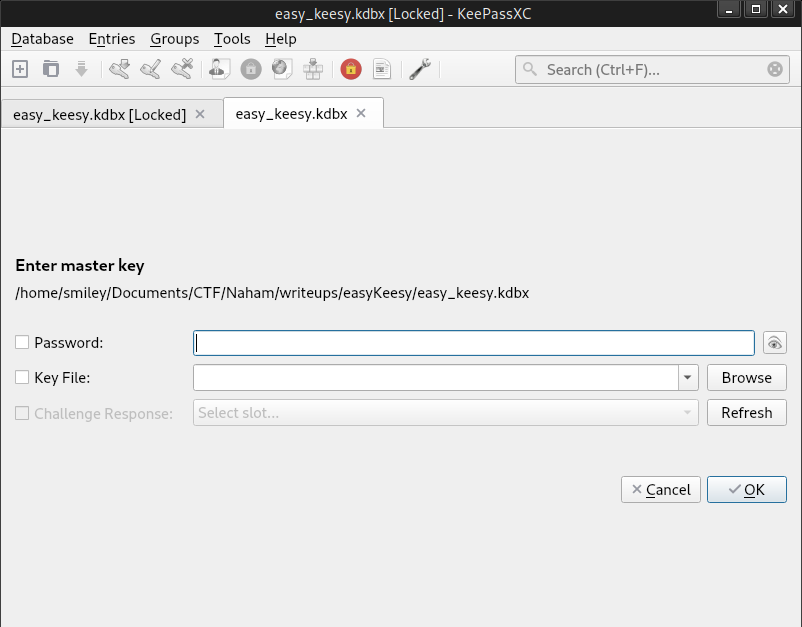 easy_keesy.kdbx [Locked] - KeePassXC
Database Entries Groups Tools Help
Search (Ctrl+F)...
easy_keesy.kdbx [Locked] easy_keesy.kdbx
Enter master key
/home/smiley/Documents/CTF/Naham/writeups/easyKeesy/easy_keesy.kdbx
Password:
Key File: Browse
Challenge Response: Select slot... Refresh
Cancel OK